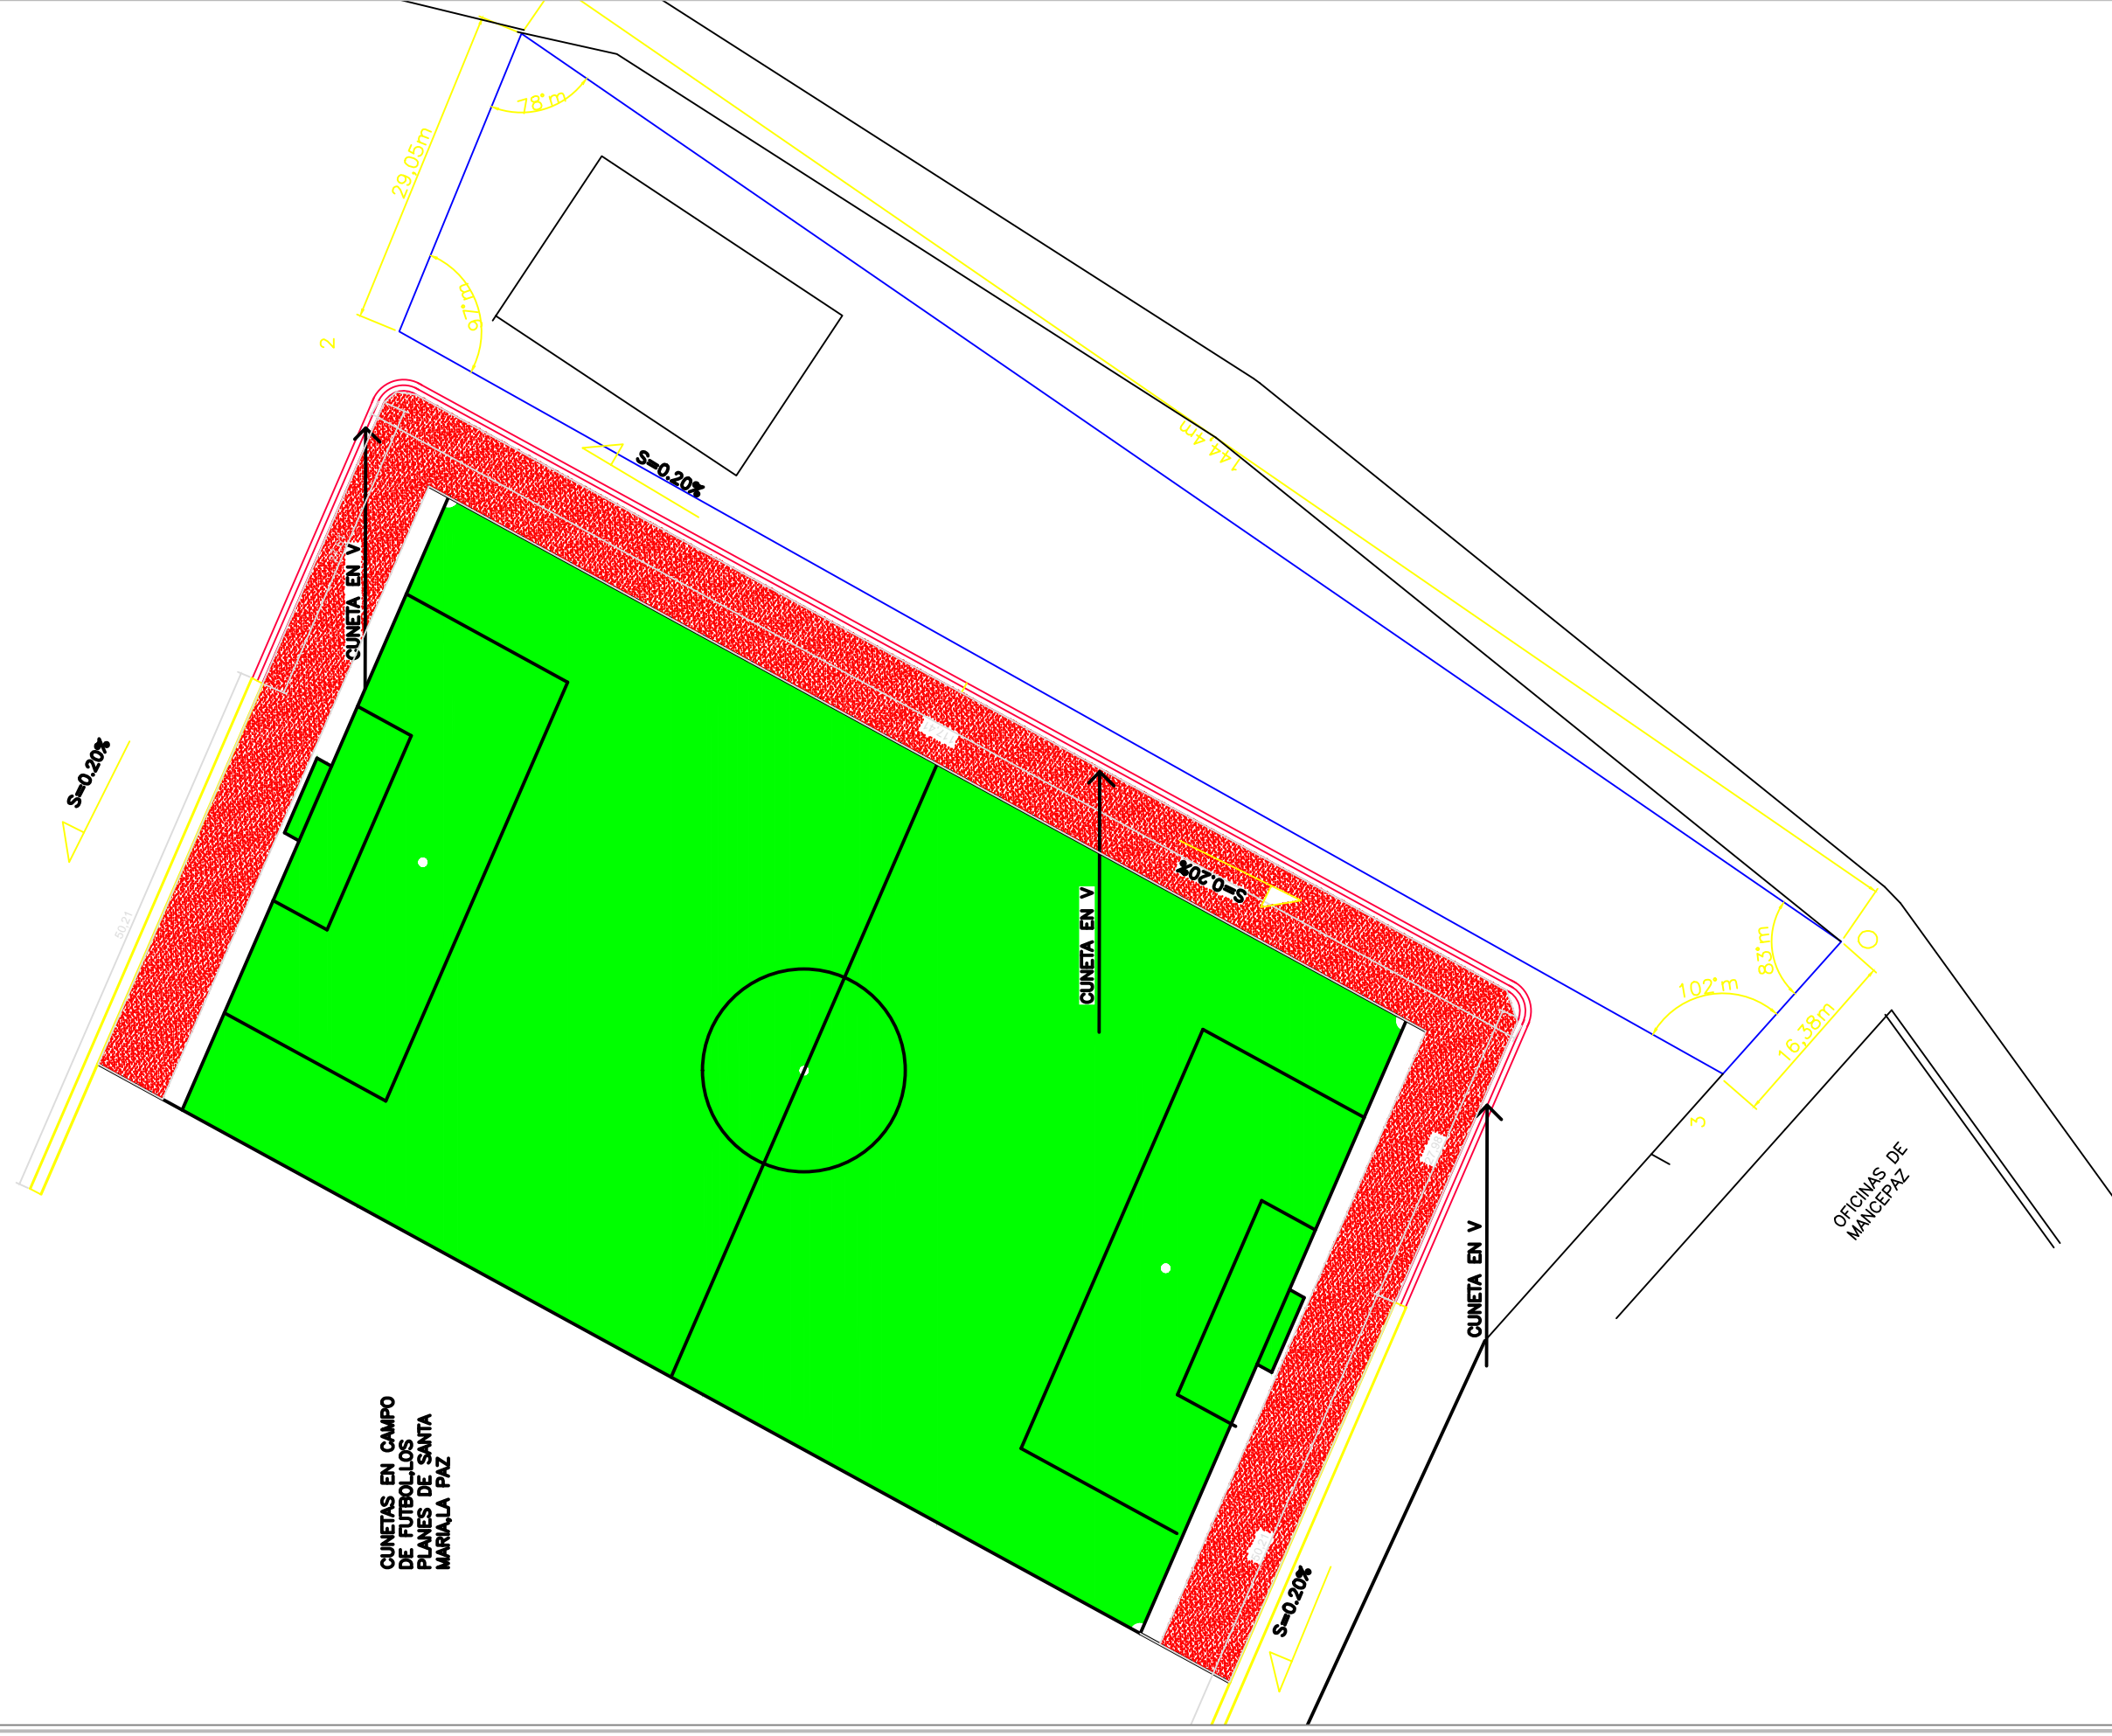 78°m
29,05m
97°m
2
S=0.20%
144,4m
CUNETA EN V
S=0.20%
50.21
S=0.20%
CUNETA EN V
83°m
102°m
16,38m
3
OFICINAS DE
MANCEPAZ
CUNETA EN V
CUNETAS EN CAMPO
DE FUTBOL,LOS
PLANES DE SANTA
MARIA,LA PAZ
S=0.20%